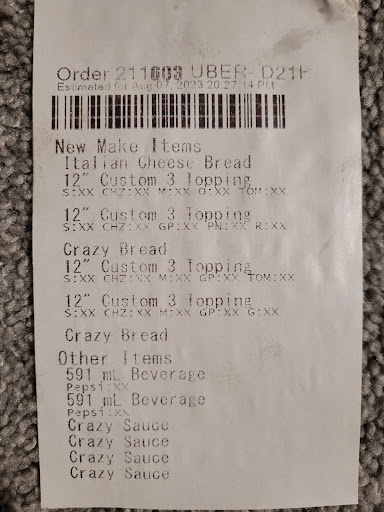 Order 211603 UBER- D21H
Estimated for Aug 07, 2023 20:27:14 PM
New Make Items
Italian Cheese Bread
12" Custom 3 Topping
S:XX CHZ:XX M:XX O:XX TOM:XX
12" Custom 3 Topping
S:XX CHZ:XX GP:XX PN:XX R:XX
Crazy Bread
12" Custom 3 Topping
S:XX CHZ:XX M:XX GP:XX TOM:XX
12" Custom 3 Topping
S:XX CHZ:XX M:XX GP:XX G:XX
Crazy Bread
Other Items
591 mL Beverage
Pepsi:XX
591 mL Beverage
Pepsi:XX
Crazy Sauce
Crazy Sauce
Crazy Sauce
Crazy Sauce